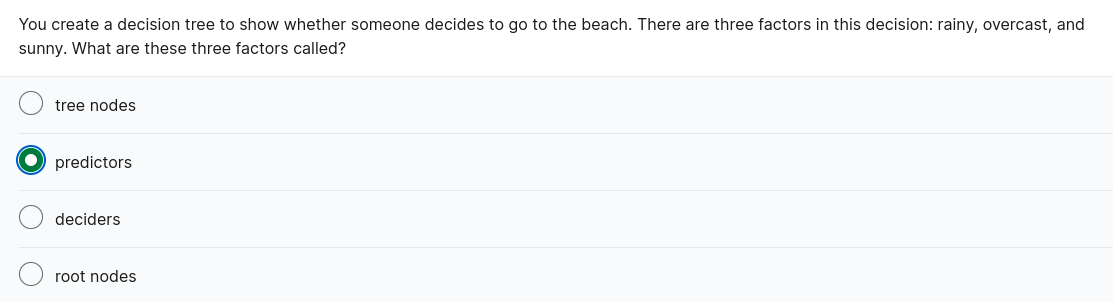 You create a decision tree to show whether someone decides to go to the beach. There are three factors in this decision: rainy, overcast, and
sunny. What are these three factors called?
tree nodes
predictors
deciders
root nodes